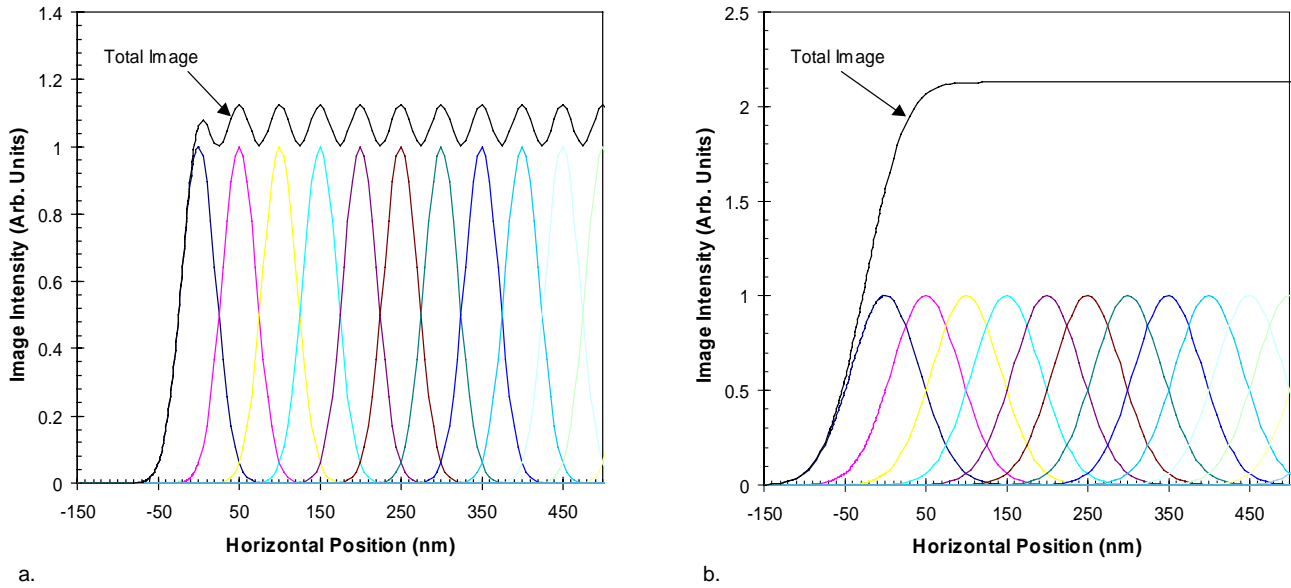 1.4
1.2
1
0.8
0.6
0.4
0.2
0
Image Intensity (Arb. Units)
Total Image
-150 -50 50 150 250 350 450
Horizontal Position (nm)
a.
2.5
2
1.5
1
0.5
0
Image Intensity (Arb. Units)
Total Image
-150 -50 50 150 250 350 450
Horizontal Position (nm)
b.